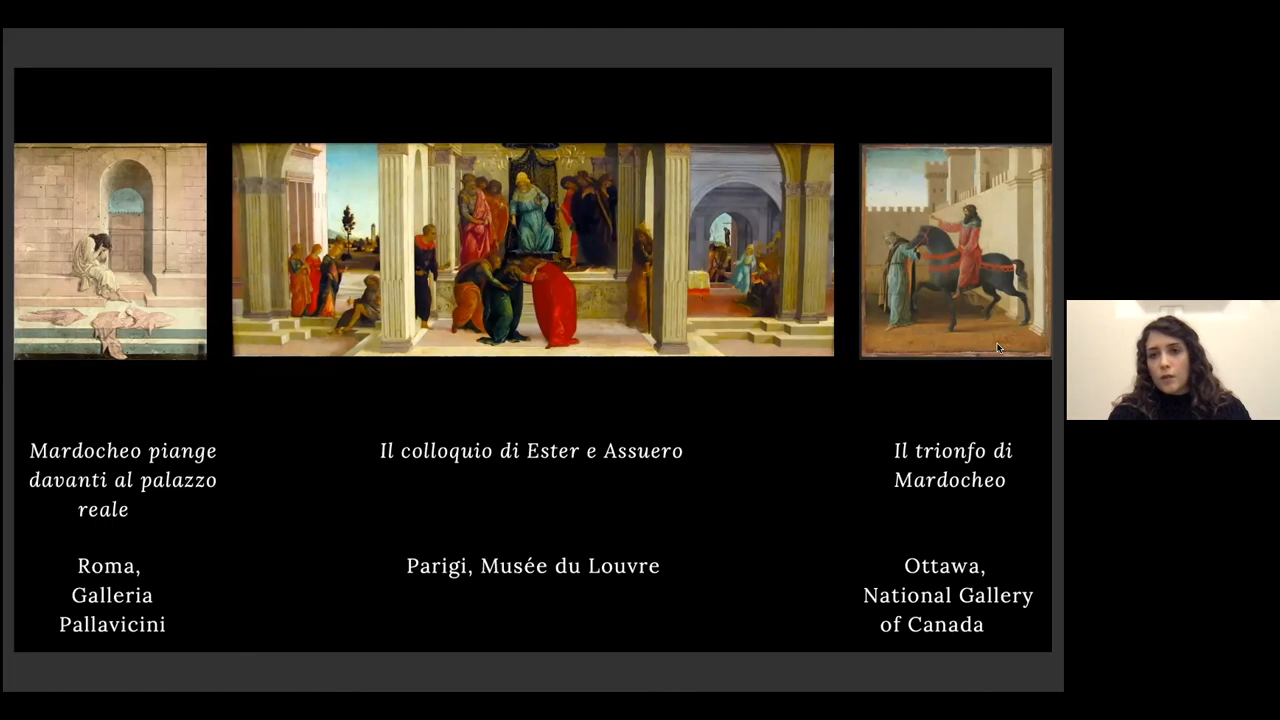 Mardocheo piange
davanti al palazzo
reale
Roma,
Galleria
Pallavicini
Il colloquio di Ester e Assuero
Parigi, Musée du Louvre
Il trionfo di
Mardocheo
Ottawa,
National Gallery
of Canada